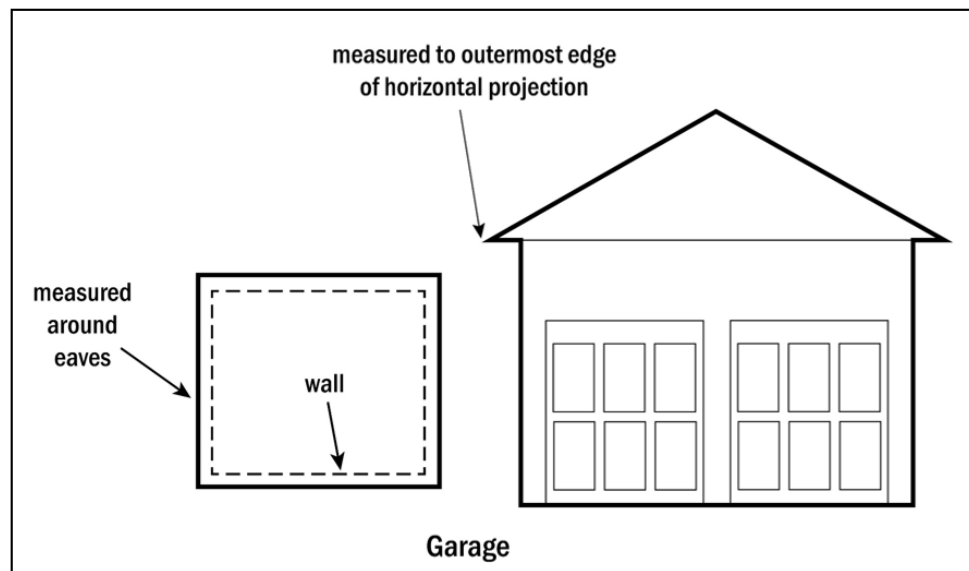 measured to outermost edge
of horizontal projection
measured
around
eaves
wall
Garage